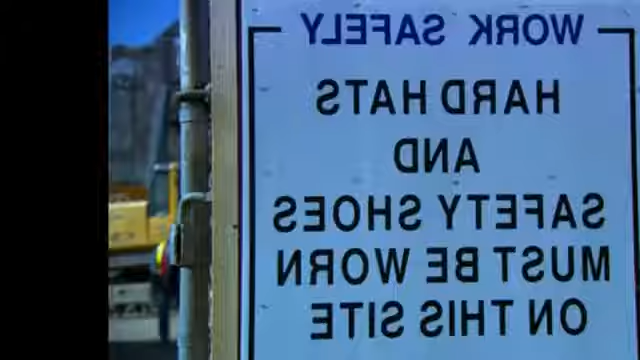 WORK SAFELY
HARD HATS
AND
SAFETY SHOES
MUST BE WORN
ON THIS SITE